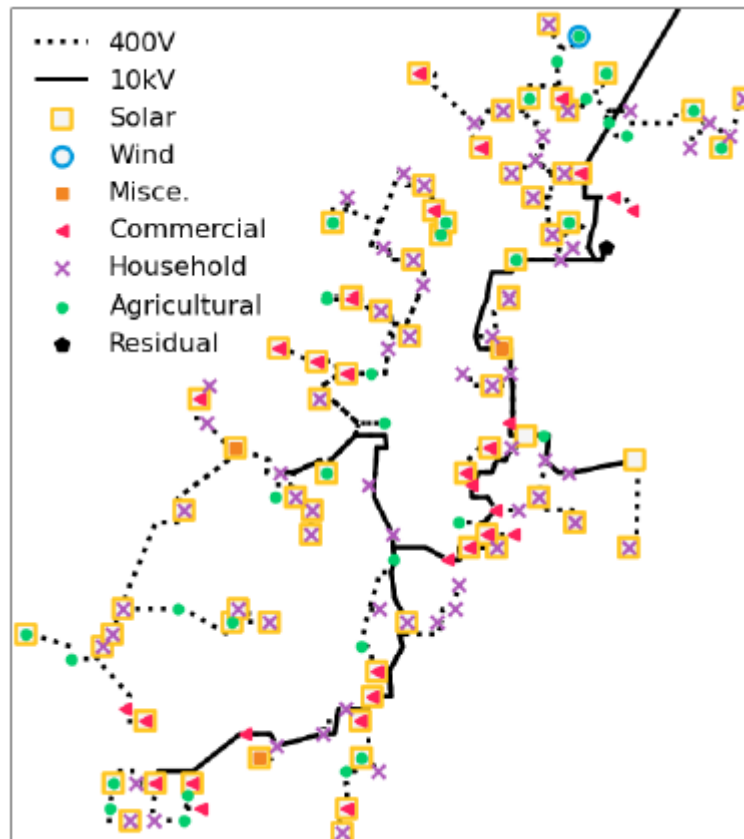 400V
10kV
Solar
Wind
Misce.
Commercial
Household
Agricultural
Residual